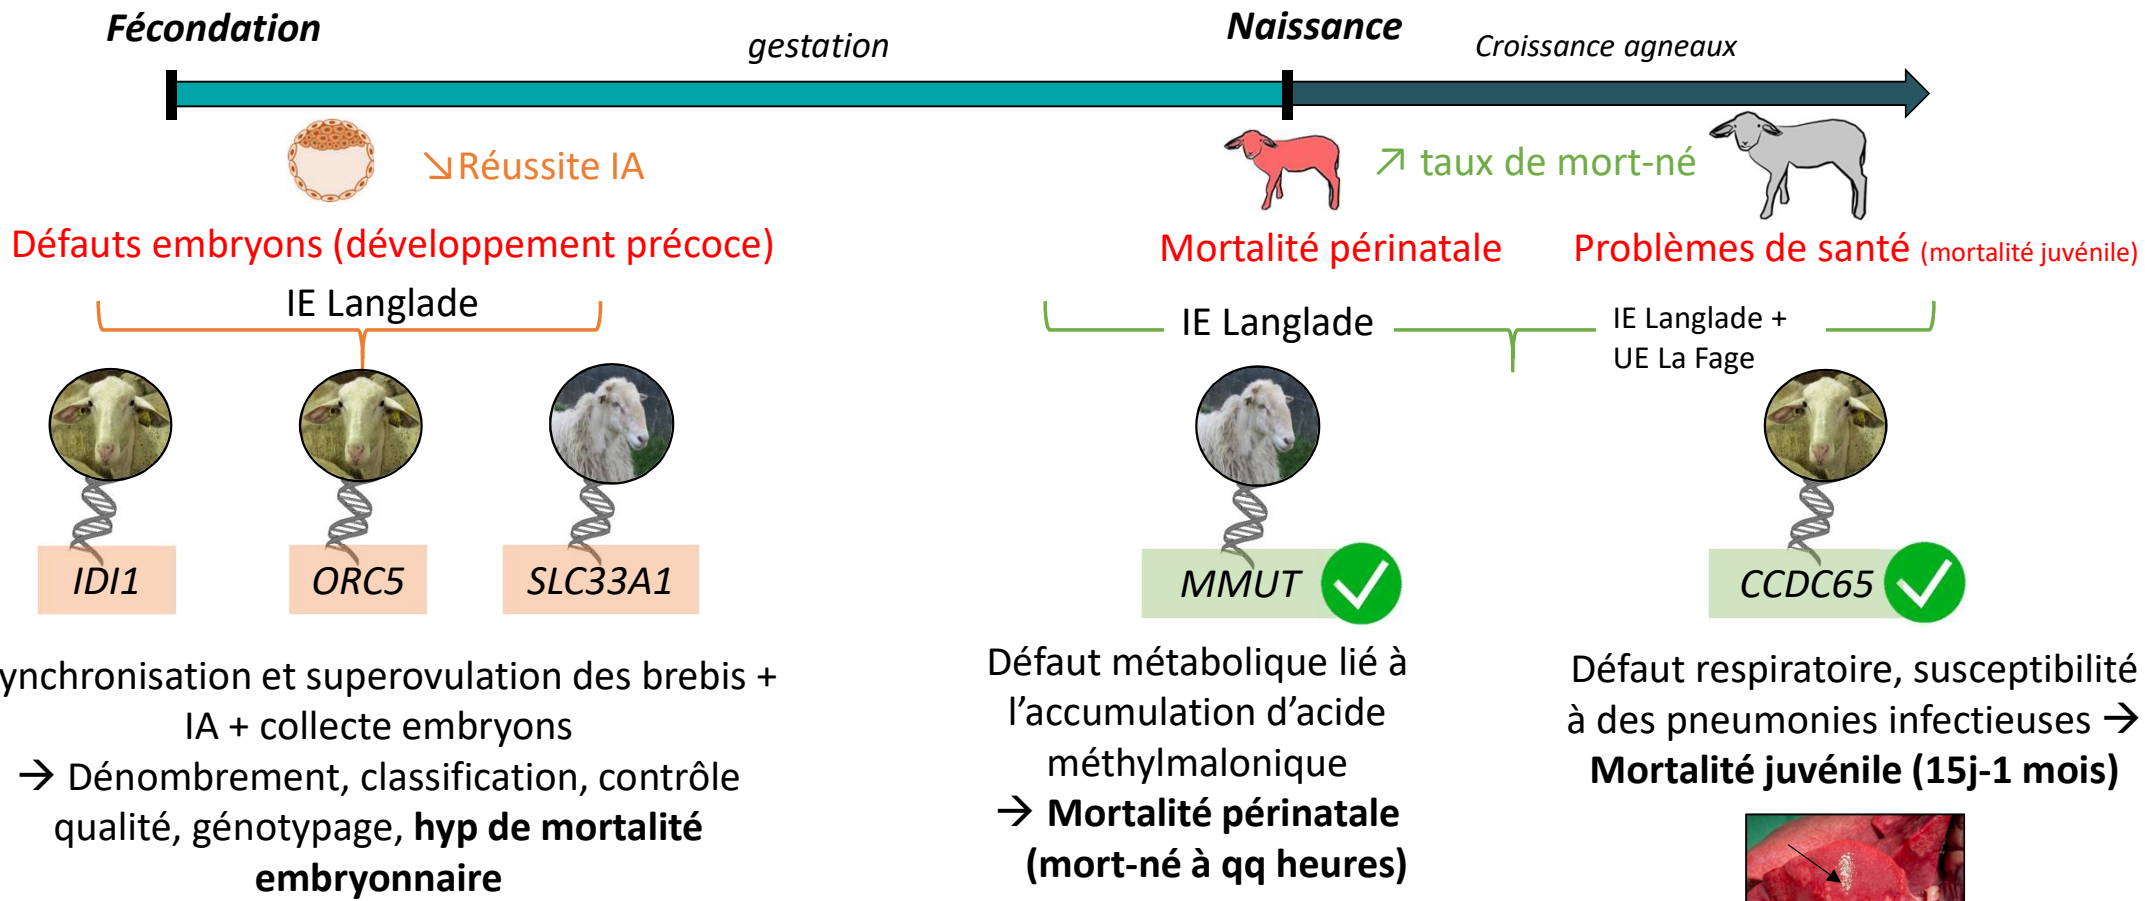 Fécondation
gestation
Naissance
Croissance agneaux
↘Réussite IA
↗ taux de mort-né
Défauts embryons (développement précoce)
Mortalité périnatale
Problèmes de santé (mortalité juvénile)
IE Langlade
IE Langlade
IE Langlade +
UE La Fage
IDI1
ORC5
SLC33A1
MMUT
CCDC65
ynchronisation et superovulation des brebis +
IA + collecte embryons
→ Dénombrement, classification, contrôle
qualité, génotypage, hyp de mortalité
embryonnaire
Défaut métabolique lié à
l'accumulation d'acide
méthylmalonique
→ Mortalité périnatale
(mort-né à qq heures)
Défaut respiratoire, susceptibilité
à des pneumonies infectieuses →
Mortalité juvénile (15j-1 mois)